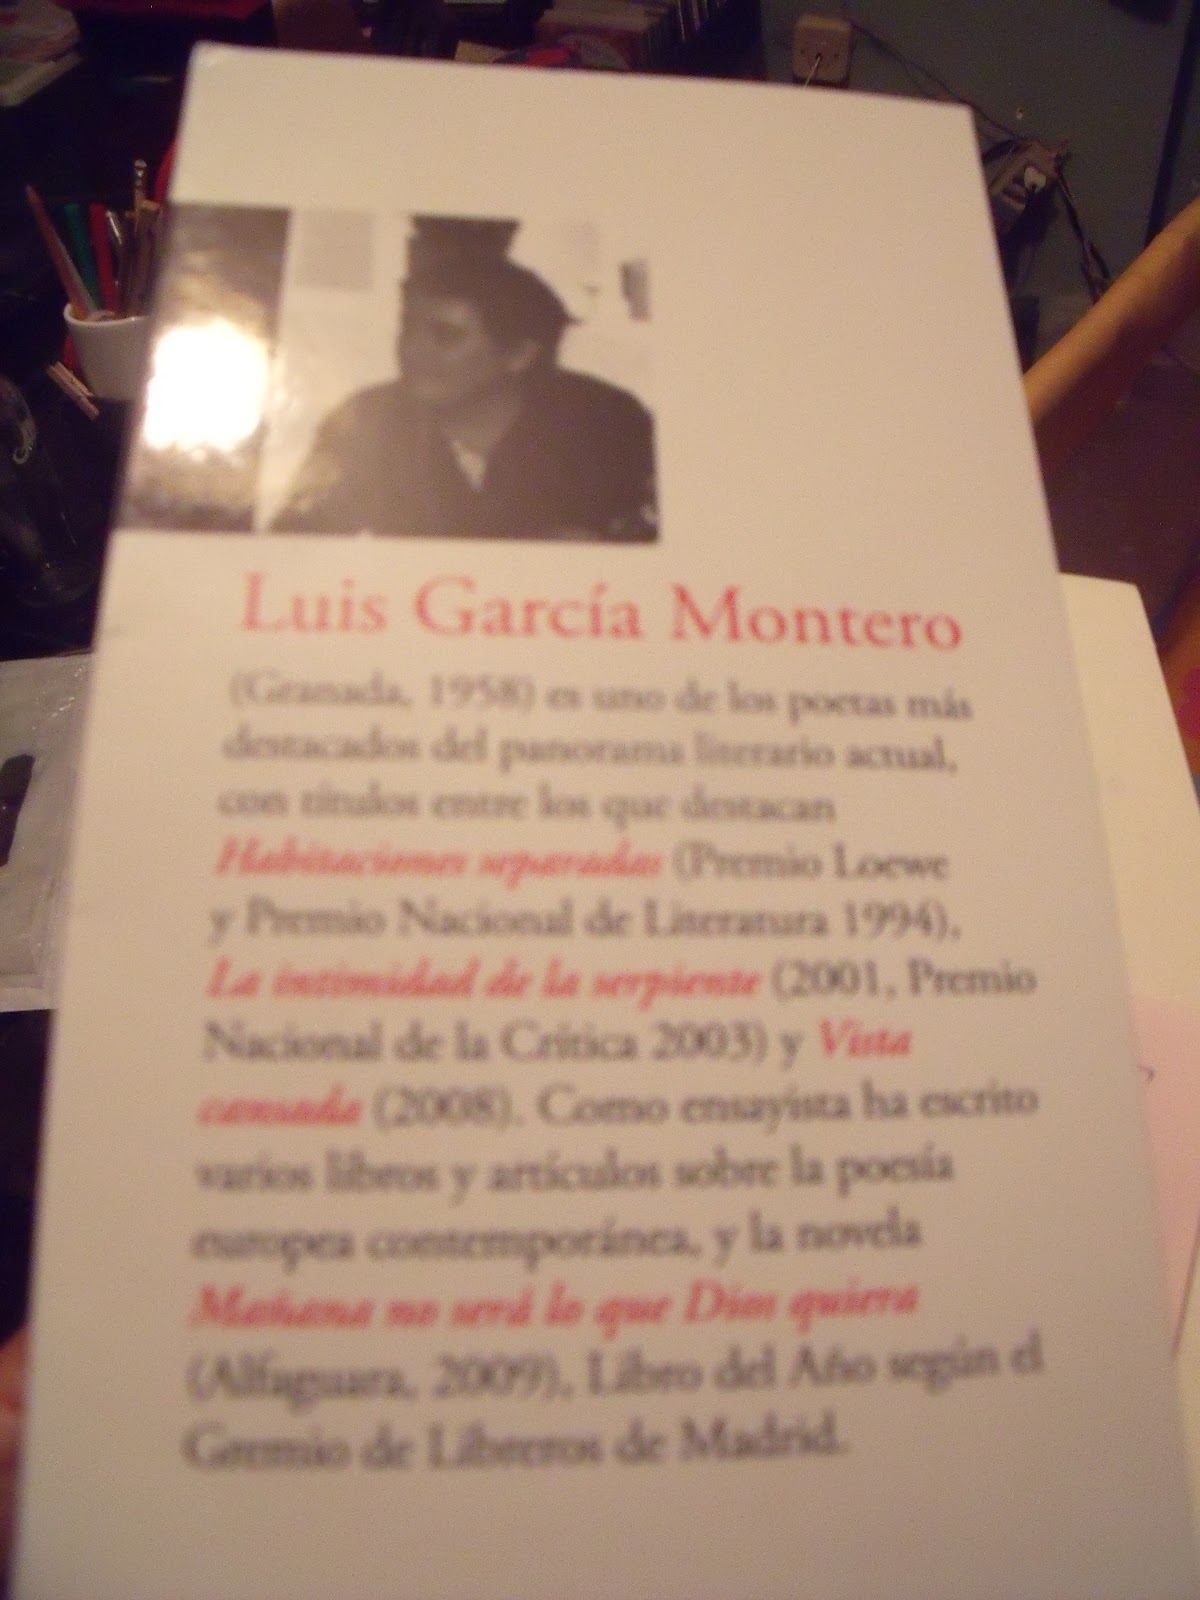 Luis García Montero
(Granada, 1958) es uno de los poetas más
destacados del panorama literario actual,
con títulos entre los que destacan
Habitaciones separadas (Premio Loewe
y Premio Nacional de Literatura 1994),
La intimidad de la serpiente (2001, Premio
Nacional de la Crítica 2003) y Vista
cansada (2008). Como ensayista ha escrito
varios libros y artículos sobre la poesía
europea contemporánea, y la novela
Mañana no será lo que Dios quiera
(Alfaguara, 2009), Libro del Año según el
Gremio de Libreros de Madrid.